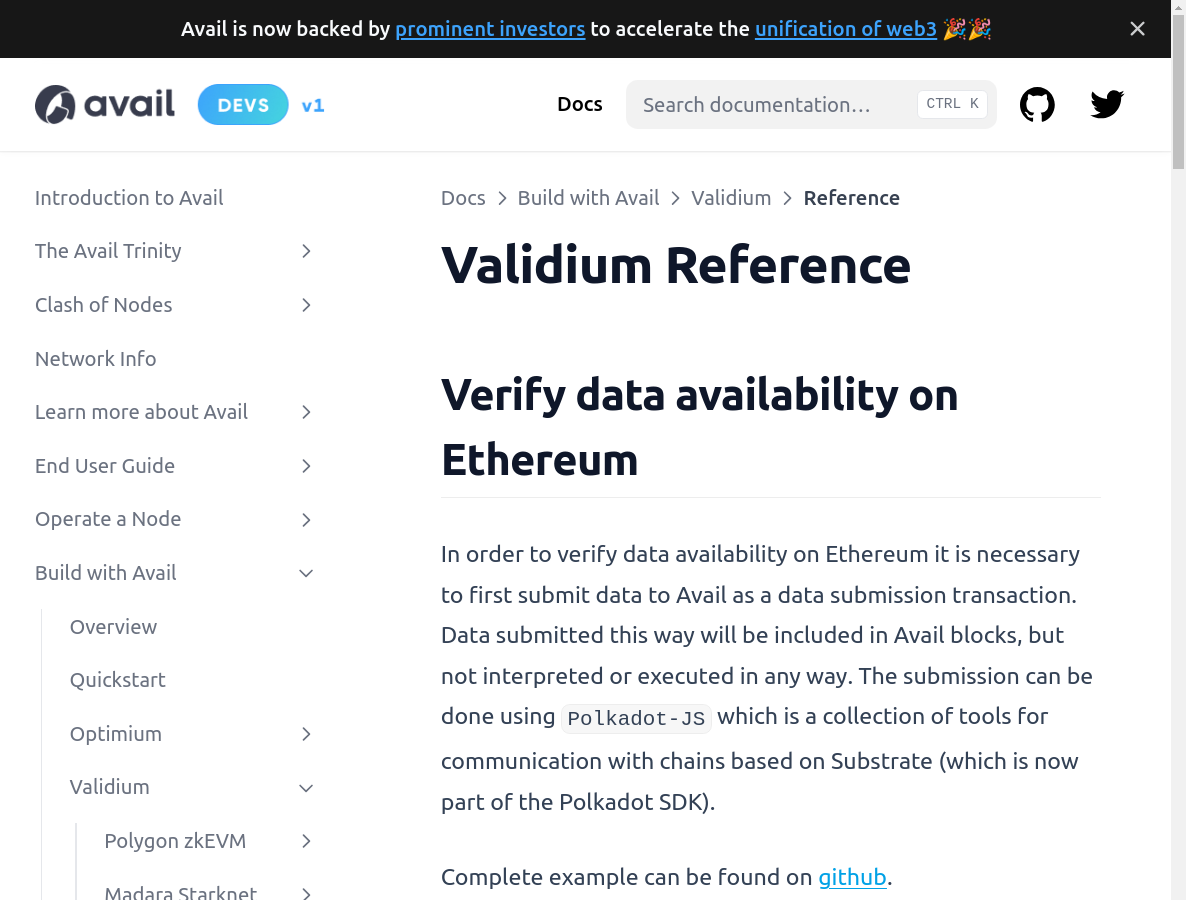 Avail is now backed by prominent investors to accelerate the unification of web3 🎉🎉
avail DEVS v1
Docs
Search documentation…
CTRL K
Introduction to Avail
The Avail Trinity
Clash of Nodes
Network Info
Learn more about Avail
End User Guide
Operate a Node
Build with Avail
Overview
Quickstart
Optimium
Validium
Polygon zkEVM
Madara Starknet
Docs > Build with Avail > Validium > Reference
Validium Reference
Verify data availability on
Ethereum
In order to verify data availability on Ethereum it is necessary
to first submit data to Avail as a data submission transaction.
Data submitted this way will be included in Avail blocks, but
not interpreted or executed in any way. The submission can be
done using Polkadot-JS which is a collection of tools for
communication with chains based on Substrate (which is now
part of the Polkadot SDK).
Complete example can be found on github.